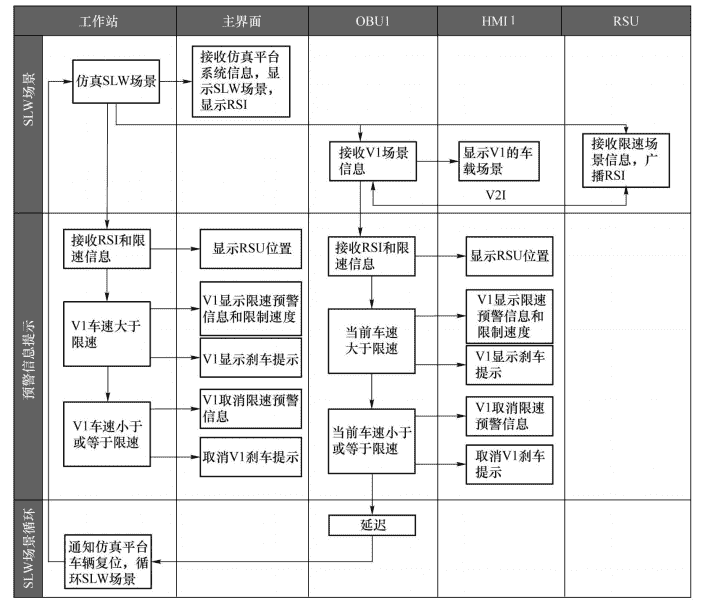 工作站
主界面
OBU1
HMI 1
RSU
SLW场景
仿真SLW场景
接收仿真平台
系统信息，显
示SLW场景，
显示RSI
接收V1场景
信息
显示V1的车
载场景
接收限速场
景信息，广
播RSI
V2I
预警信息提示
接收RSI和限
速信息
显示RSU位置
接收RSI和限
速信息
显示RSU位置
V1车速大于
限速
V1显示限速预警
信息和限制速度
V1显示刹车提示
当前车速
大于限速
V1显示限速
预警信息和
限制速度
V1显示刹车
提示
V1车速小于
或等于限速
V1取消限速预警
信息
取消V1刹车提示
当前车速小于
或等于限速
V1取消限速
预警信息
取消V1刹车
提示
SLW场景循环
延迟
通知仿真平台
车辆复位，循
环SLW场景